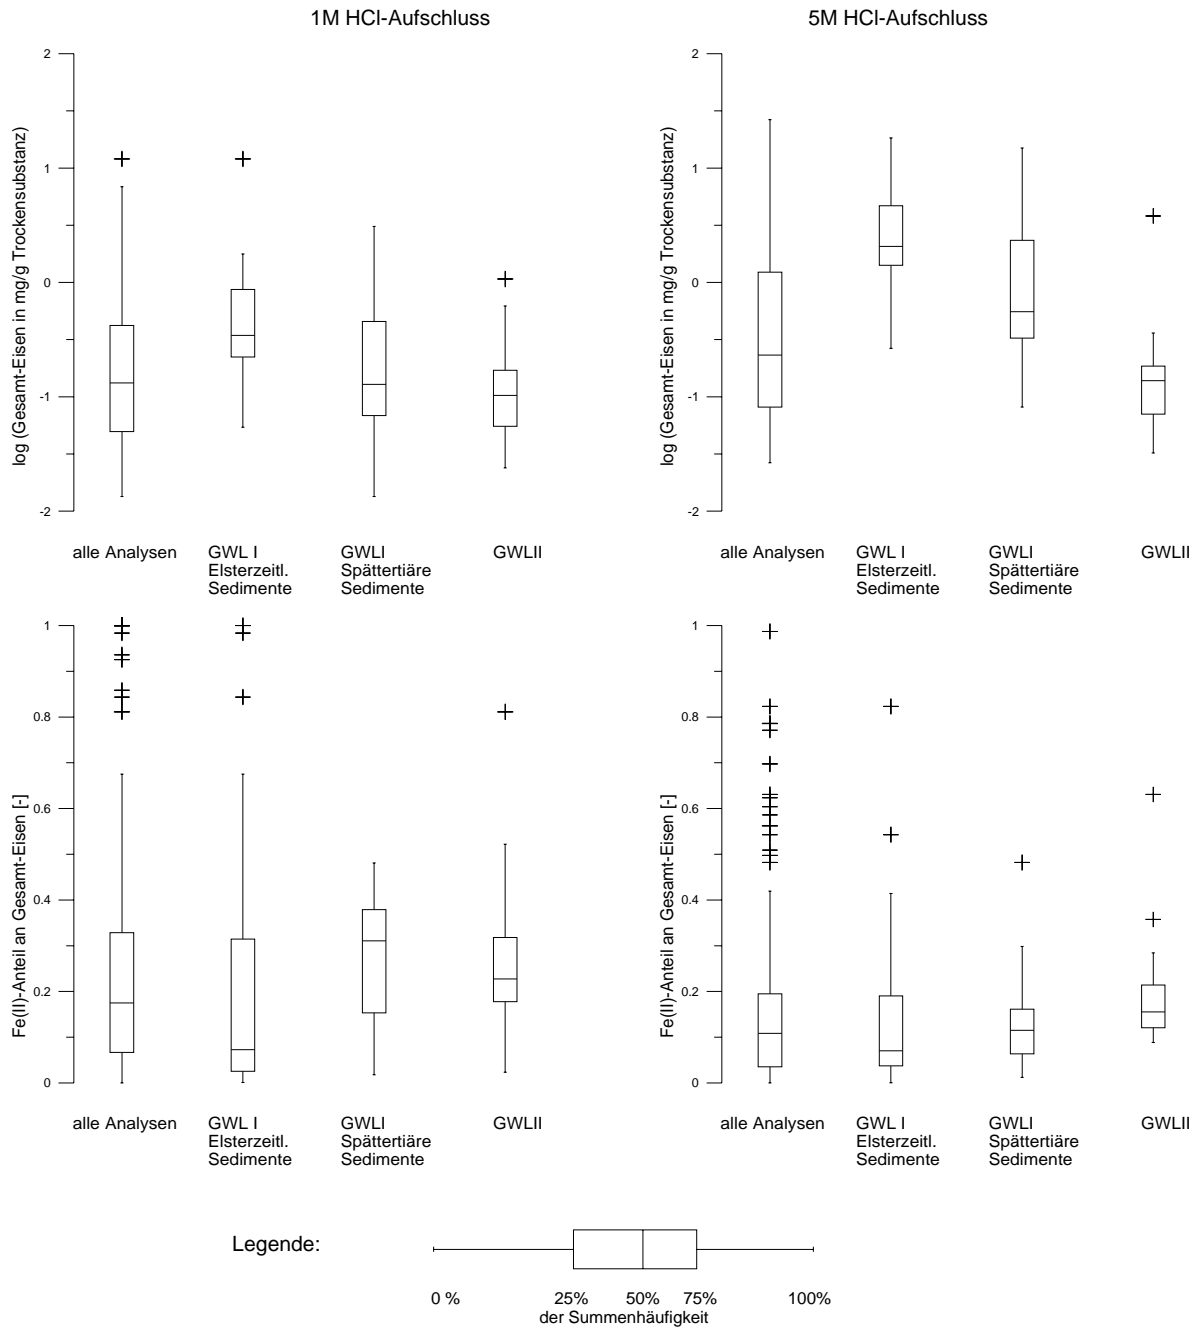 1M HCl-Aufschluss
5M HCl-Aufschluss
log (Gesamt-Eisen in mg/g Trockensubstanz)
2
1
0
-1
-2
alle Analysen
GWL I
Elsterzeitl.
Sedimente
GWLI
Spättertiäre
Sedimente
GWLII
log (Gesamt-Eisen in mg/g Trockensubstanz)
2
1
0
-1
-2
alle Analysen
GWL I
Elsterzeitl.
Sedimente
GWLI
Spättertiäre
Sedimente
GWLII
Fe(II)-Anteil an Gesamt-Eisen [-]
1
0.8
0.6
0.4
0.2
0
alle Analysen
GWL I
Elsterzeitl.
Sedimente
GWLI
Spättertiäre
Sedimente
GWLII
Fe(II)-Anteil an Gesamt-Eisen [-]
1
0.8
0.6
0.4
0.2
0
alle Analysen
GWL I
Elsterzeitl.
Sedimente
GWLI
Spättertiäre
Sedimente
GWLII
Legende:
0 % 25% 50% 75% 100%
der Summenhäufigkeit